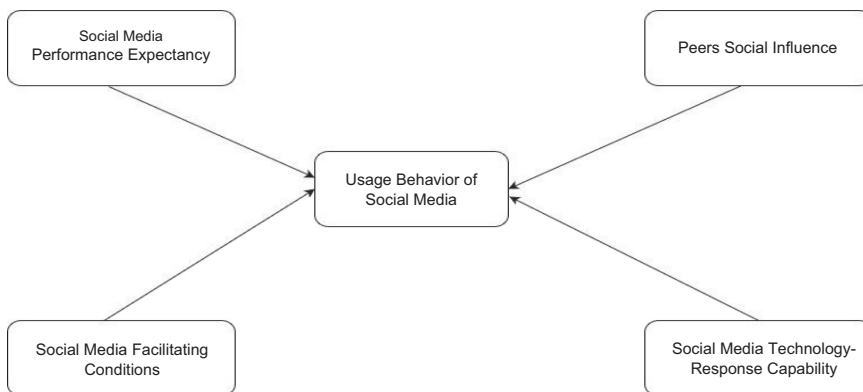 Social Media
Performance Expectancy
Peers Social Influence
Usage Behavior of
Social Media
Social Media Facilitating
Conditions
Social Media Technology-
Response Capability